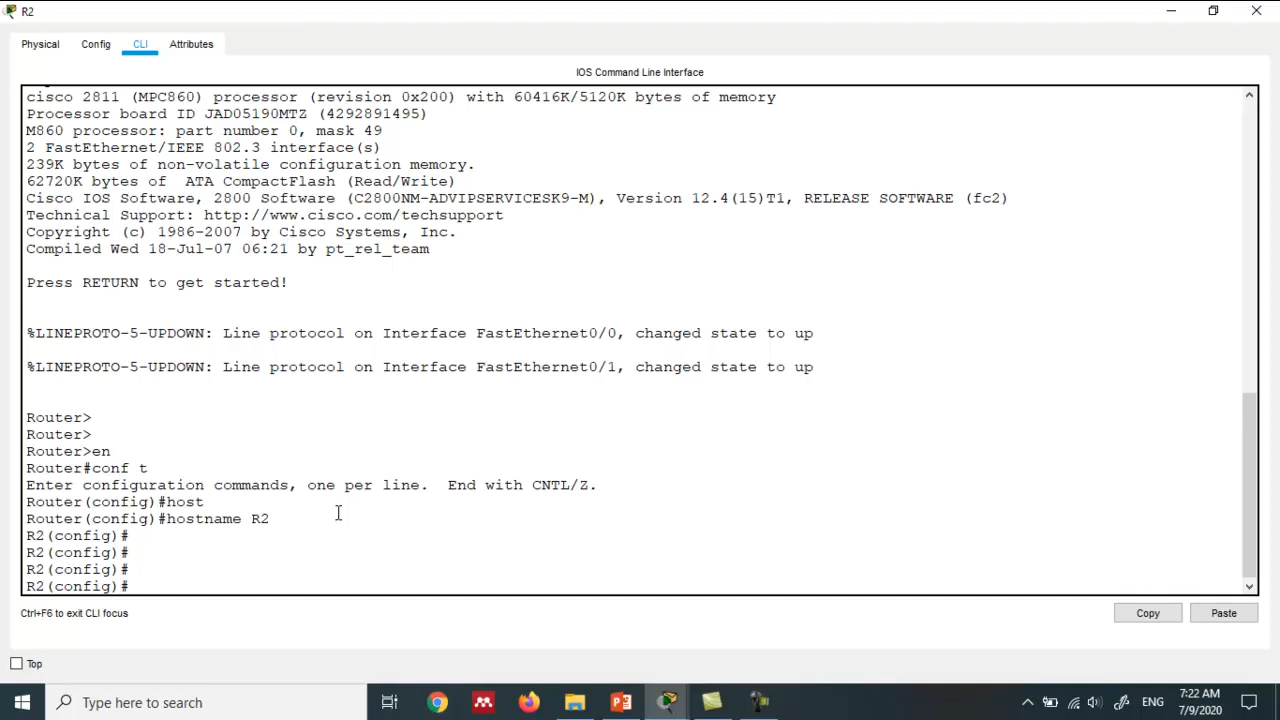 R2
Physical Config CLI Attributes
IOS Command Line Interface
cisco 2811 (MPC860) processor (revision 0x200) with 60416K/5120K bytes of memory
Processor board ID JAD05190MTZ (4292891495)
M860 processor: part number 0, mask 49
2 FastEthernet/IEEE 802.3 interface(s)
239K bytes of non-volatile configuration memory.
62720K bytes of  ATA CompactFlash (Read/Write)
Cisco IOS Software, 2800 Software (C2800NM-ADVIPSERVICESK9-M), Version 12.4(15)T1, RELEASE SOFTWARE (fc2)
Technical Support: http://www.cisco.com/techsupport
Copyright (c) 1986-2007 by Cisco Systems, Inc.
Compiled Wed 18-Jul-07 06:21 by pt_rel_team
Press RETURN to get started!
%LINEPROTO-5-UPDOWN: Line protocol on Interface FastEthernet0/0, changed state to up
%LINEPROTO-5-UPDOWN: Line protocol on Interface FastEthernet0/1, changed state to up
Router>
Router>
Router>en
Router#conf t
Enter configuration commands, one per line.  End with CNTL/Z.
Router(config)#host
Router(config)#hostname R2
R2(config)#
R2(config)#
R2(config)#
R2(config)#
Ctrl+F6 to exit CLI focus
Copy Paste
Top
Type here to search
ENG
7:22 AM
7/9/2020